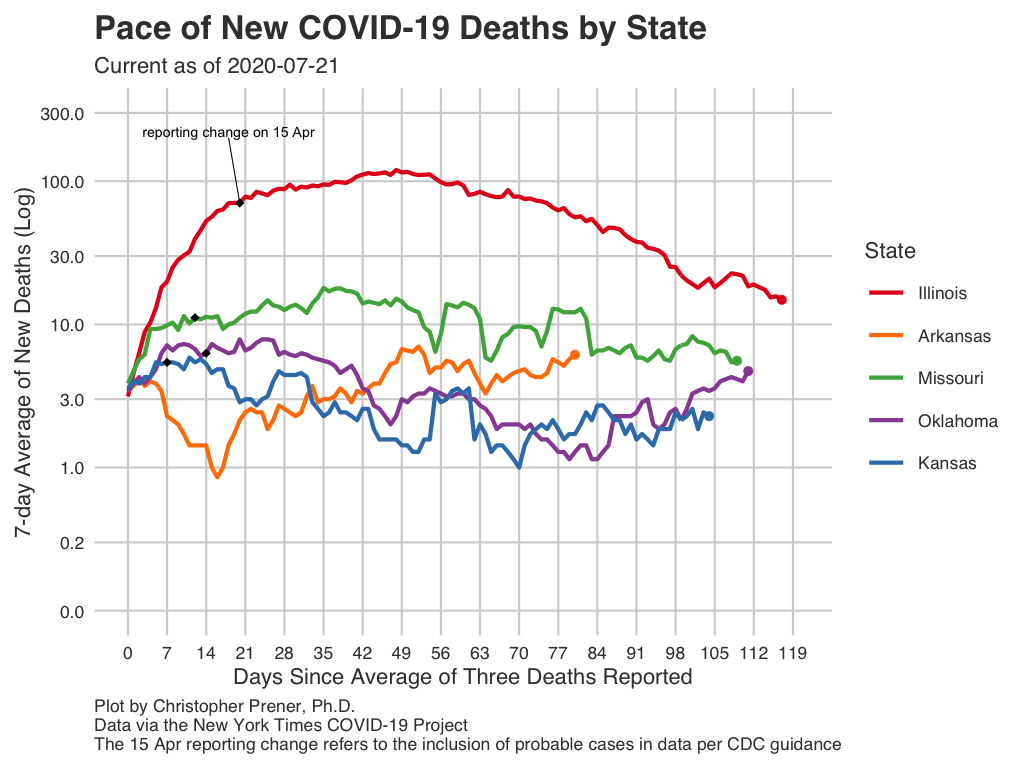 Pace of New COVID-19 Deaths by State
Current as of 2020-07-21
300.0
100.0
30.0
10.0
3.0
1.0
0.2
0.0
7-day Average of New Deaths (Log)
reporting change on 15 Apr
0 7 14 21 28 35 42 49 56 63 70 77 84 91 98 105 112 119
Days Since Average of Three Deaths Reported
State
Illinois
Arkansas
Missouri
Oklahoma
Kansas
Plot by Christopher Prener, Ph.D.
Data via the New York Times COVID-19 Project
The 15 Apr reporting change refers to the inclusion of probable cases in data per CDC guidance